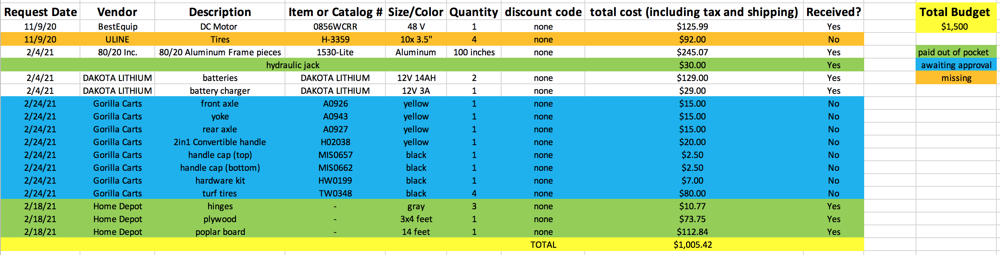 Request Date Vendor Description Item or Catalog # Size/Color Quantity discount code total cost (including tax and shipping) Received? Total Budget
11/9/20 BestEquip DC Motor 0856WCRR 48 V 1 none $125.99 Yes $1,500
11/9/20 ULINE Tires H-3359 10x 3.5" 4 none $92.00 No
2/4/21 80/20 Inc. 80/20 Aluminum Frame pieces 1530-Lite Aluminum 100 inches none $245.07 Yes paid out of pocket
hydraulic jack $30.00 Yes awaiting approval
2/4/21 DAKOTA LITHIUM batteries DAKOTA LITHIUM 12V 14AH 2 none $129.00 Yes missing
2/4/21 DAKOTA LITHIUM battery charger DAKOTA LITHIUM 12V 3A 1 none $29.00 Yes
2/24/21 Gorilla Carts front axle A0926 yellow 1 none $15.00 No
2/24/21 Gorilla Carts yoke A0943 yellow 1 none $15.00 No
2/24/21 Gorilla Carts rear axle A0927 yellow 1 none $15.00 No
2/24/21 Gorilla Carts 2in1 Convertible handle H02038 yellow 1 none $20.00 No
2/24/21 Gorilla Carts handle cap (top) MIS0657 black 1 none $2.50 No
2/24/21 Gorilla Carts handle cap (bottom) MIS0662 black 1 none $2.50 No
2/24/21 Gorilla Carts hardware kit HW0199 black 1 none $7.00 No
2/24/21 Gorilla Carts turf tires TW0348 black 4 none $80.00 No
2/18/21 Home Depot hinges - gray 3 none $10.77 Yes
2/18/21 Home Depot plywood - 3x4 feet 1 none $73.75 Yes
2/18/21 Home Depot poplar board - 14 feet 1 none $112.84 Yes
TOTAL $1,005.42